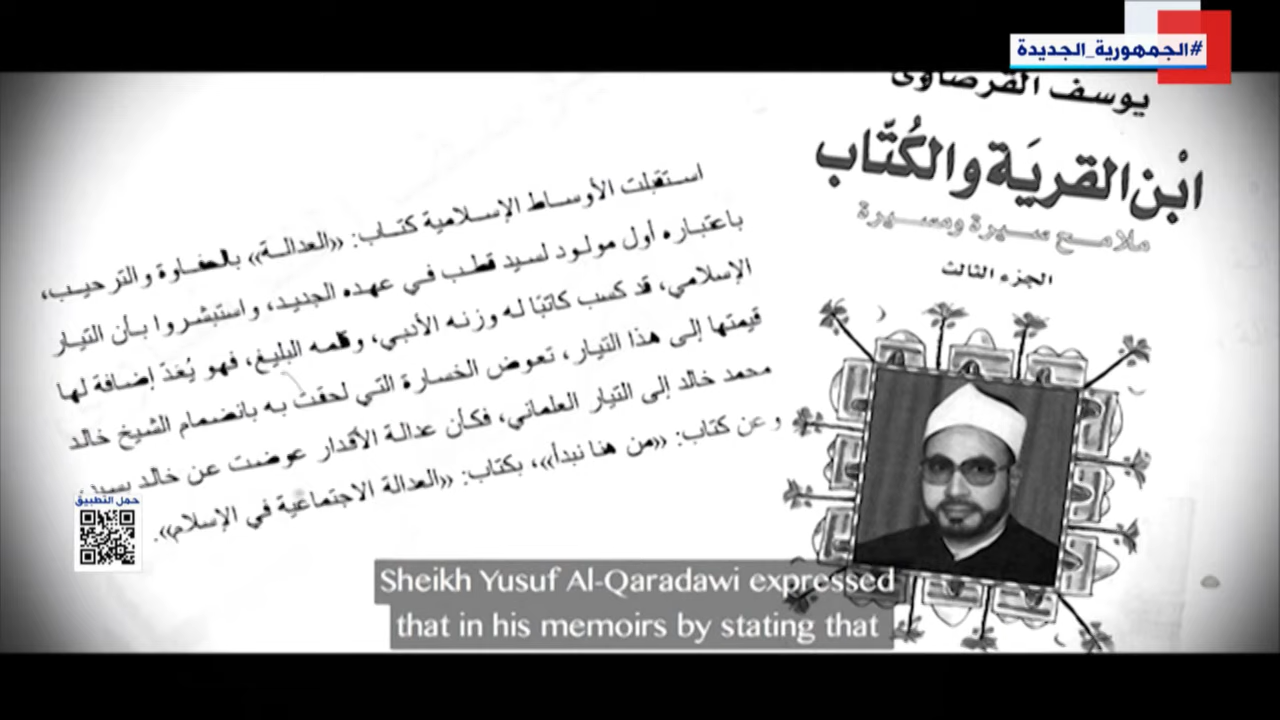 #الجمهورية_الجديدة
يوسف القرضاوى
ابْن القريَة والكُتّاب
ملامح سيرة ومسيرة
الجزء الثالث
استقبلت الأوساط الإسلامية كتاب: «العدالة» بالحفاوة والترحيب،
باعتباره أول مولود لسيد قطب في عهده الجديد، واستبشروا بأن التيار
الإسلامي، قد كسب كاتبًا له وزنه الأدبي، وقلمه البليغ، فهو يُعَدّ إضافة لها
قيمتها إلى هذا التيار، تعوض الخسارة التي لحقت به بانضمام الشيخ خالد
محمد خالد إلى التيار العلماني، فكأن عدالة الأقدار عوضت عن خالد بسيد،
وعن كتاب: «من هنا نبدأ»، بكتاب: «العدالة الاجتماعية في الإسلام».
حمل التطبيق
Sheikh Yusuf Al-Qaradawi expressed
that in his memoirs by stating that